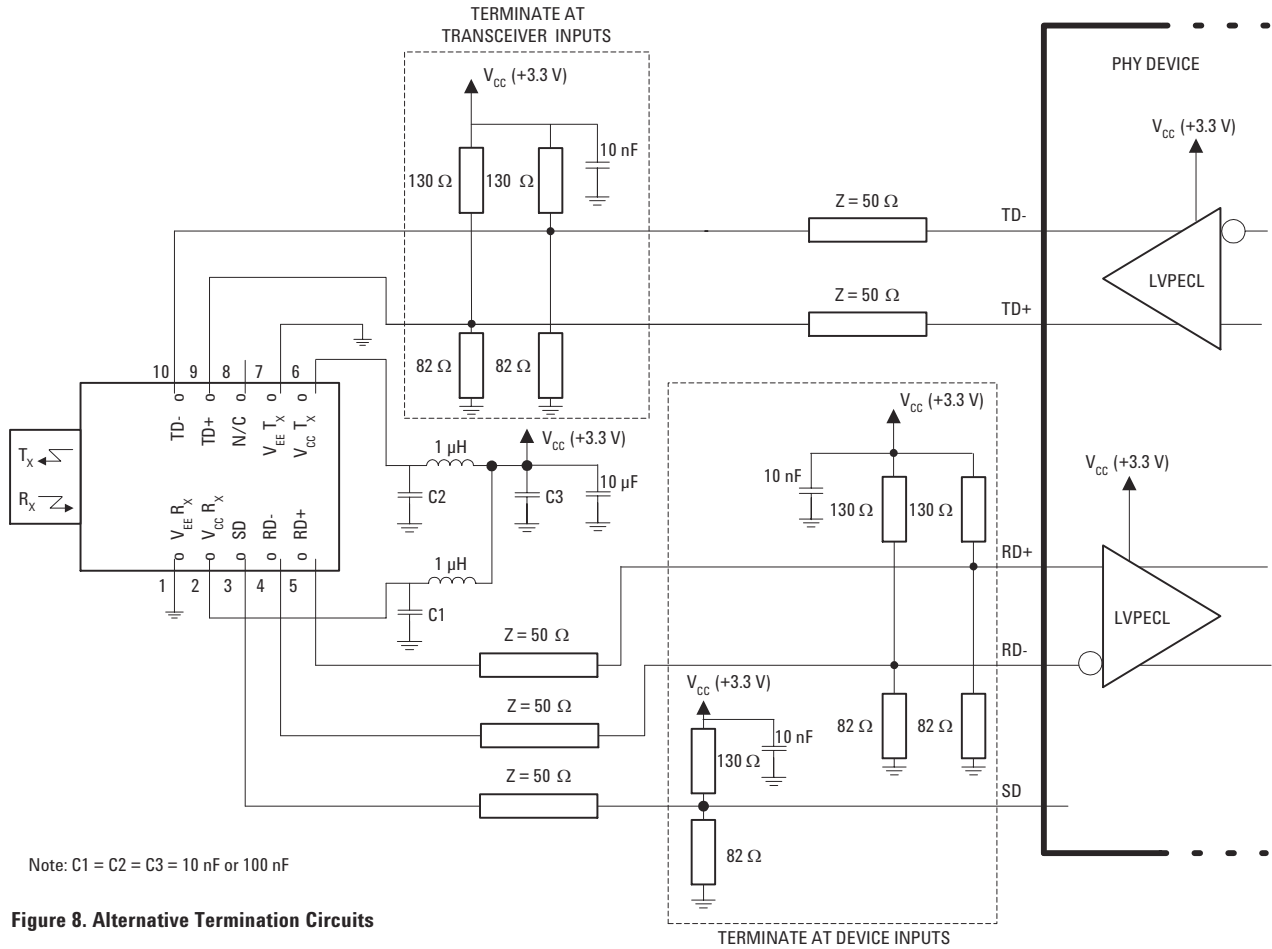 TERMINATE AT
TRANSCEIVER INPUTS
V_CC (+3.3 V)
10 nF
130 Ω
130 Ω
82 Ω
82 Ω
Z = 50 Ω
TD-
Z = 50 Ω
TD+
PHY DEVICE
V_CC (+3.3 V)
LVPECL
10
9
8
7
6
TD-
TD+
N/C
V_EE T_X
V_CC T_X
T_X
R_X
V_EE R_X
V_CC R_X
SD
RD-
RD+
1
2
3
4
5
1 µH
C2
V_CC (+3.3 V)
C3
10 µF
1 µH
C1
Z = 50 Ω
Z = 50 Ω
Z = 50 Ω
V_CC (+3.3 V)
10 nF
130 Ω
130 Ω
82 Ω
82 Ω
V_CC (+3.3 V)
10 nF
130 Ω
82 Ω
RD+
RD-
SD
V_CC (+3.3 V)
LVPECL
TERMINATE AT DEVICE INPUTS
Note: C1 = C2 = C3 = 10 nF or 100 nF
Figure 8. Alternative Termination Circuits